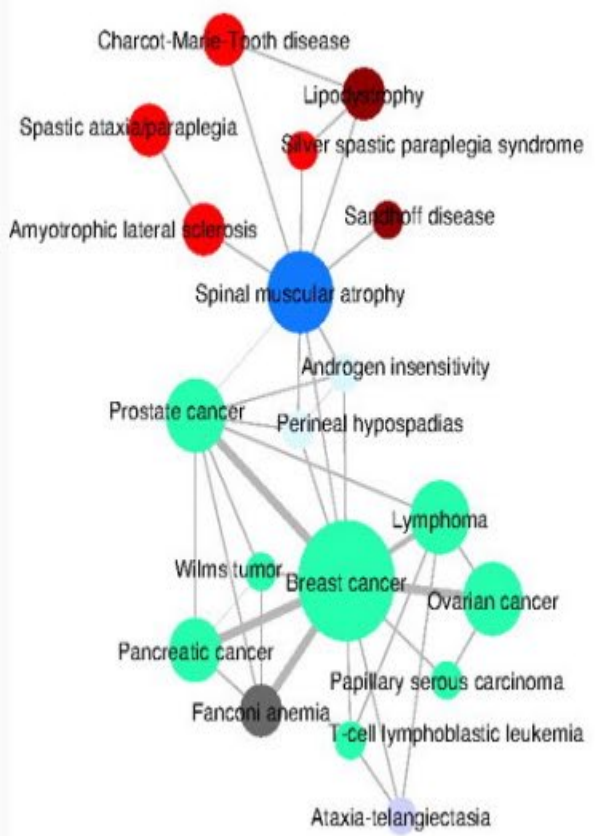 Charcot-Marie-Tooth disease
Lipodystrophy
Spastic ataxia/paraplegia
Silver spastic paraplegia syndrome
Sandhoff disease
Amyotrophic lateral sclerosis
Spinal muscular atrophy
Androgen insensitivity
Prostate cancer
Perineal hypospadias
Lymphoma
Wilms tumor
Breast cancer
Ovarian cancer
Pancreatic cancer
Papillary serous carcinoma
Fanconi anemia
T-cell lymphoblastic leukemia
Ataxia-telangiectasia